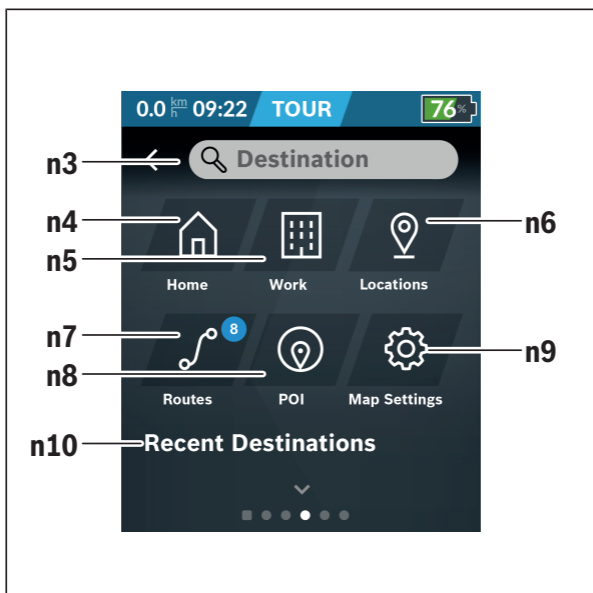 0.0 km/h 09:22 TOUR 76%
n3 Destination
n4
n6
n5
Home Work Locations
n7 8
n9
n8
Routes POI Map Settings
n10 Recent Destinations